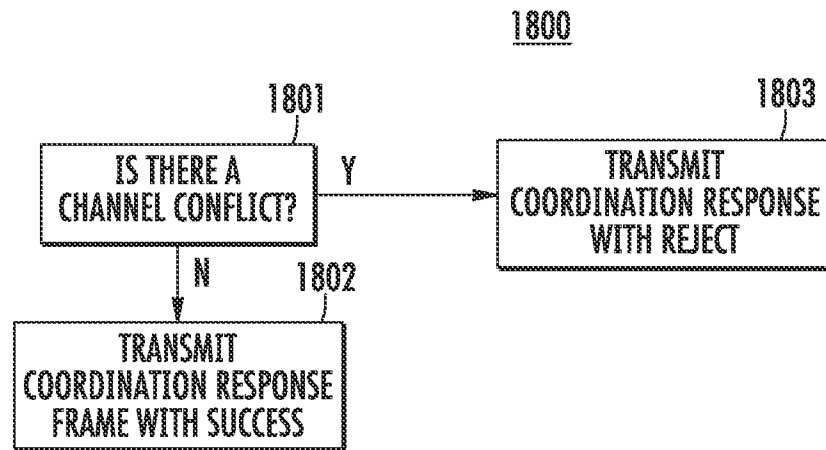 1800
1801
IS THERE A
CHANNEL CONFLICT?
Y
1803
TRANSMIT
COORDINATION RESPONSE
WITH REJECT
N
1802
TRANSMIT
COORDINATION RESPONSE
FRAME WITH SUCCESS